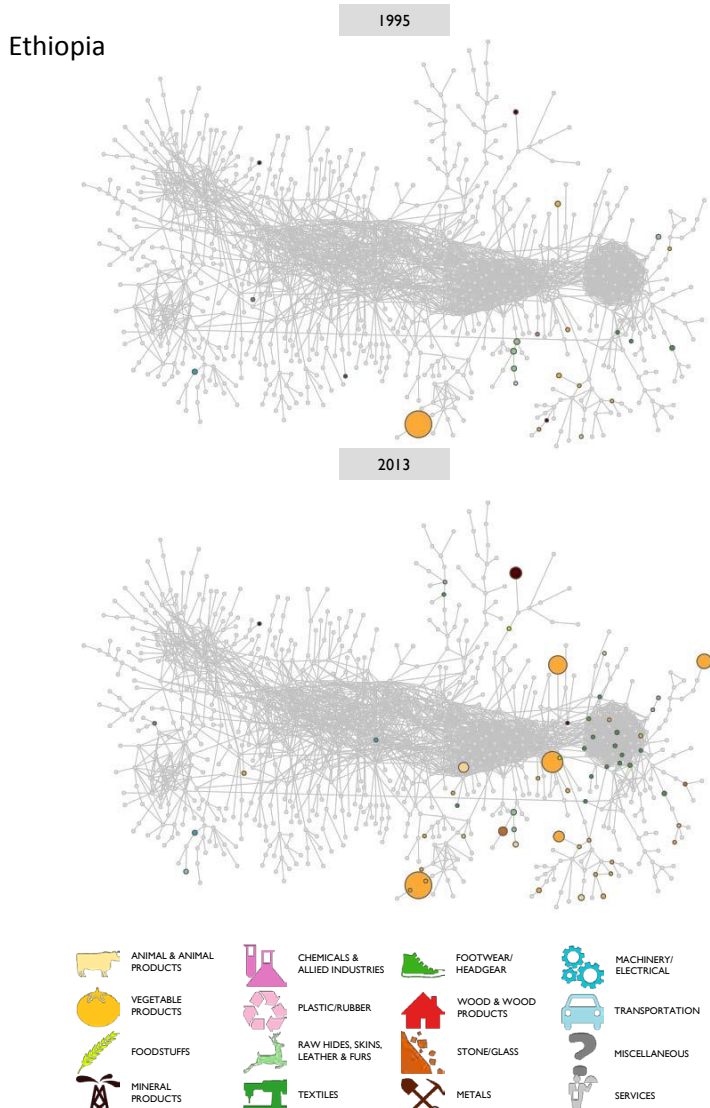 1995
Ethiopia
2013
ANIMAL & ANIMAL
PRODUCTS
CHEMICALS &
ALLIED INDUSTRIES
FOOTWEAR/
HEADGEAR
MACHINERY/
ELECTRICAL
VEGETABLE
PRODUCTS
PLASTIC/RUBBER
WOOD & WOOD
PRODUCTS
TRANSPORTATION
FOODSTUFFS
RAW HIDES, SKINS,
LEATHER & FURS
STONE/GLASS
MISCELLANEOUS
MINERAL
PRODUCTS
TEXTILES
METALS
SERVICES